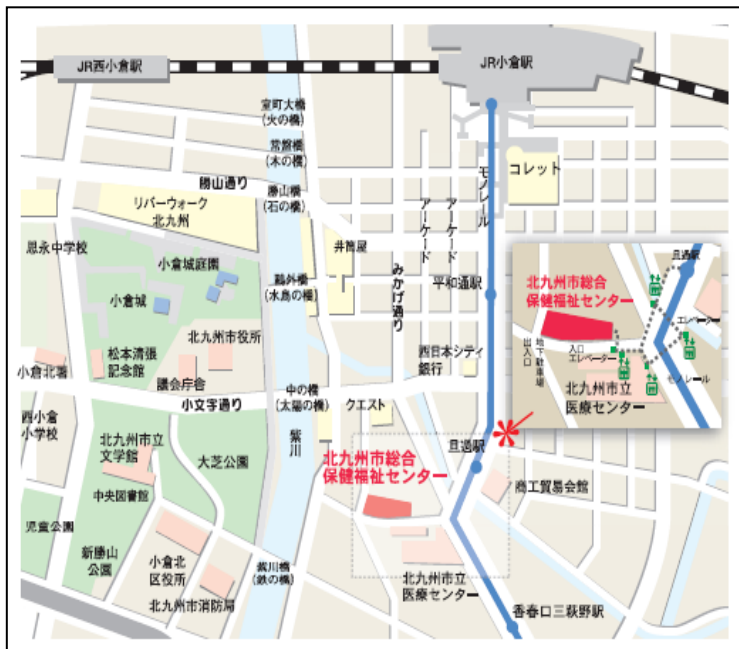 JR西小倉駅
JR小倉駅
室町大橋
(火の橋)
常盤橋
(木の橋)
勝山通り
勝山橋
(石の橋)
リバーウォーク
北九州
モノレール
コレット
アーケード
アーケード
井筒屋
みかげ通り
思永中学校
小倉城庭園
小倉城
鷗外橋
(水鳥の橋)
平和通駅
北九州市総合
保健福祉センター
旦過駅
エレベーター
入口
エレベーター
地下駐車場
出入口
モノレール
北九州市立
医療センター
北九州市役所
松本清張
記念館
小倉北署
議会庁舎
西日本シティ
銀行
小文字通り
中の橋
(太陽の橋)
クエスト
紫川
西小倉
小学校
北九州市立
文学館
大芝公園
北九州市総合
保健福祉センター
旦過駅
商工貿易会館
中央図書館
児童公園
新勝山
公園
小倉北
区役所
紫川橋
(鉄の橋)
北九州市消防局
北九州市立
医療センター
香春口三萩野駅